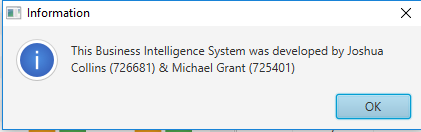 Information
This Business Intelligence System was developed by Joshua
Collins (726681) & Michael Grant (725401)
OK